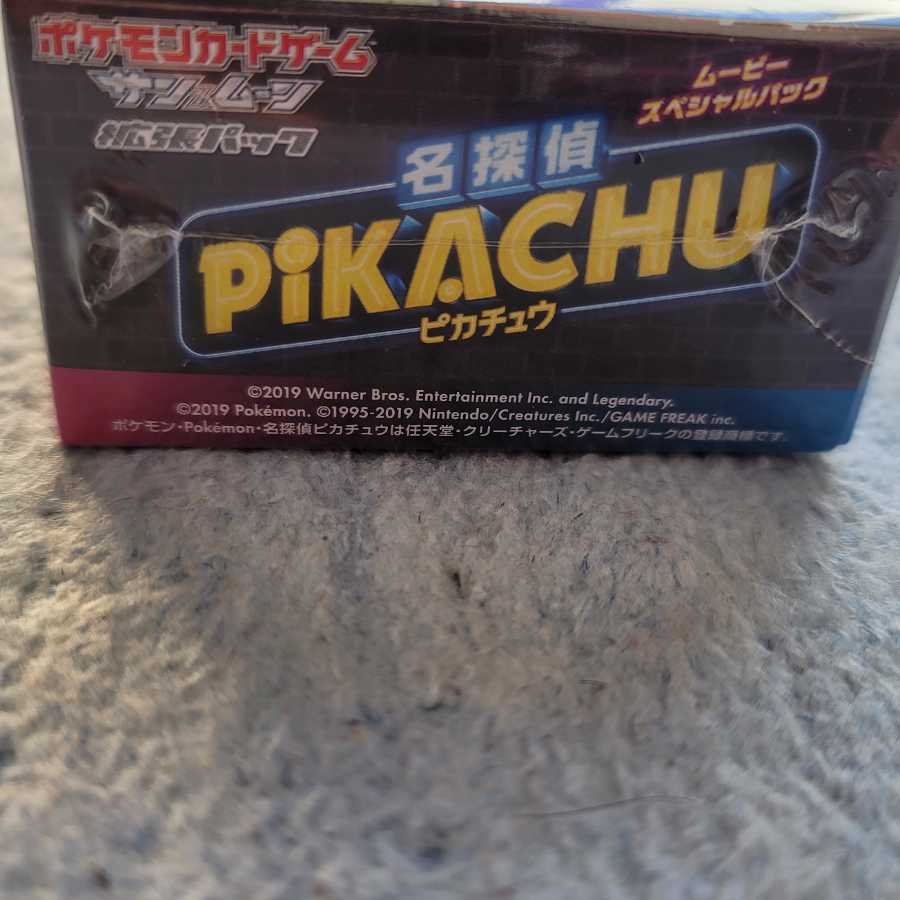 ポケモンカードゲーム
サン&ムーン
拡張パック
ムービー
スペシャルパック
名探偵
PiKACHU
ピカチュウ
©2019 Warner Bros. Entertainment Inc. and Legendary.
©2019 Pokémon. ©1995-2019 Nintendo/Creatures Inc./GAME FREAK inc.
ポケモン・Pokémon・名探偵ピカチュウは任天堂・クリーチャーズ・ゲームフリークの登録商標です。